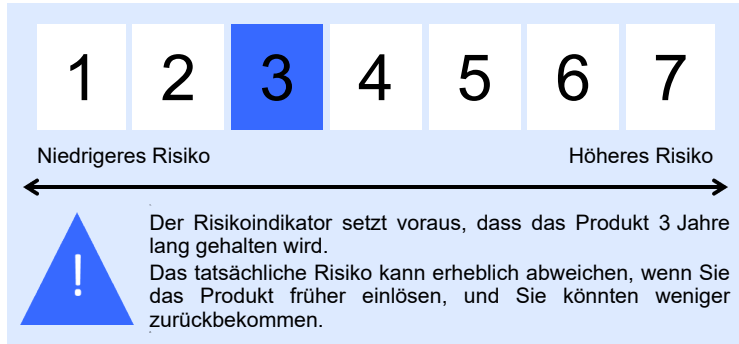 1 2 3 4 5 6 7
Niedrigeres Risiko Höheres Risiko
Der Risikoindikator setzt voraus, dass das Produkt 3 Jahre
lang gehalten wird.
Das tatsächliche Risiko kann erheblich abweichen, wenn Sie
das Produkt früher einlösen, und Sie könnten weniger
zurückbekommen.
!